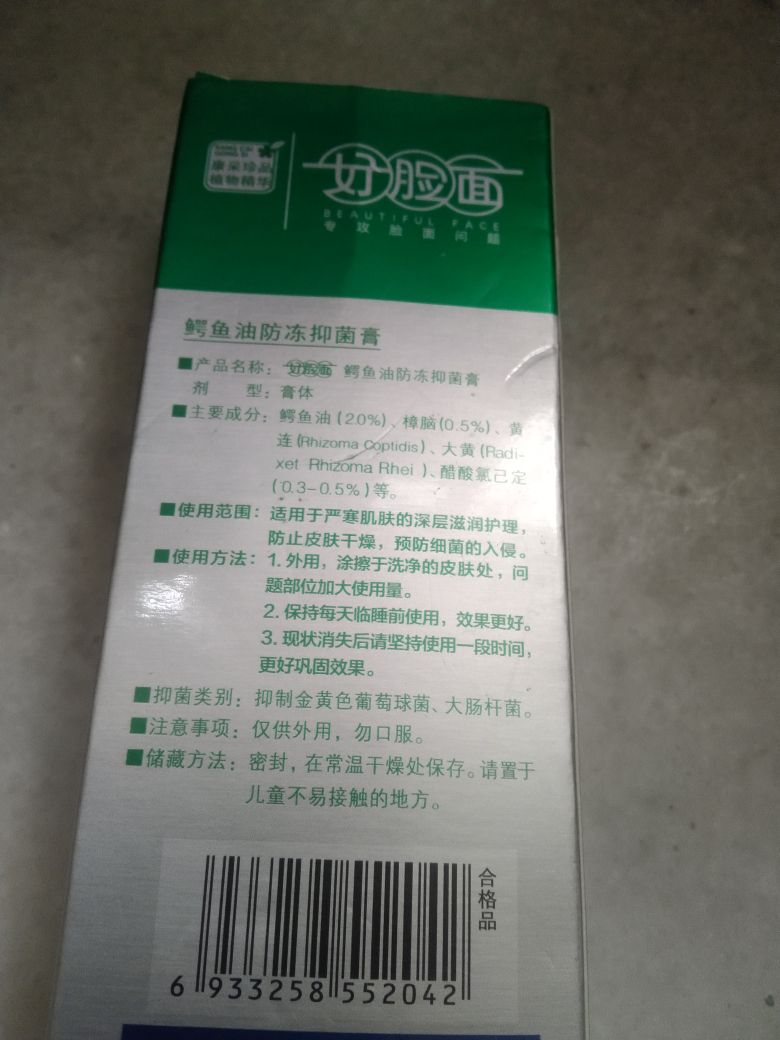 康采珍品
植物精华
好脸面
BEAUTIFUL FACE
专攻脸面问题
鳄鱼油防冻抑菌膏
■产品名称：好脸面 鳄鱼油防冻抑菌膏
剂 型：膏体
■主要成分：鳄鱼油(2.0%)、樟脑(0.5%)、黄
连(Rhizoma Coptidis)、大黄(Radi-
xet Rhizoma Rhei)、醋酸氯己定
(0.3-0.5%)等。
■使用范围：适用于严寒肌肤的深层滋润护理，
防止皮肤干燥，预防细菌的入侵。
■使用方法：1.外用，涂擦于洗净的皮肤处，问
题部位加大使用量。
2.保持每天临睡前使用，效果更好。
3.现状消失后请坚持使用一段时间，
更好巩固效果。
■抑菌类别：抑制金黄色葡萄球菌、大肠杆菌。
■注意事项：仅供外用，勿口服。
■储藏方法：密封，在常温干燥处保存。请置于
儿童不易接触的地方。
合格品
6 933258 552042